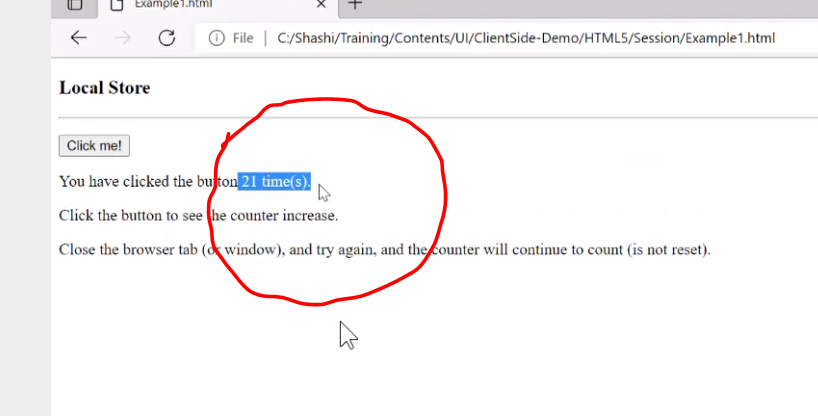 Example1.html
File | C:/Shashi/Training/Contents/UI/ClientSide-Demo/HTML5/Session/Example1.html
Local Store
Click me!
You have clicked the button 21 time(s).
Click the button to see the counter increase.
Close the browser tab (or window), and try again, and the counter will continue to count (is not reset).